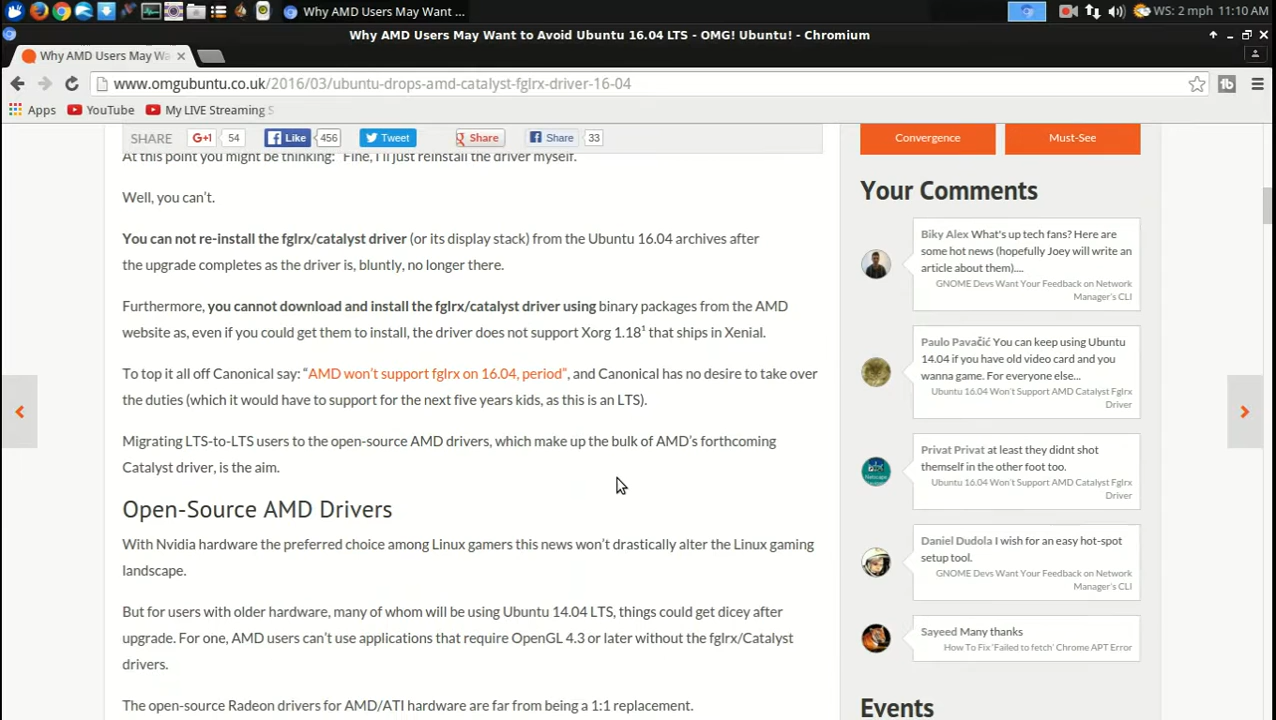 Why AMD Users May Want ...
WS: 2 mph
11:10 AM
Why AMD Users May Want to Avoid Ubuntu 16.04 LTS - OMG! Ubuntu! - Chromium
Why AMD Users May Wa
www.omgubuntu.co.uk/2016/03/ubuntu-drops-amd-catalyst-fglrx-driver-16-04
Apps
YouTube
My LIVE Streaming S
SHARE
G+1
54
Like
456
Tweet
Share
Share
33
At this point you might be thinking: "Fine, I'll just reinstall the driver myself."
Well, you can't.
You can not re-install the fglrx/catalyst driver (or its display stack) from the Ubuntu 16.04 archives after
the upgrade completes as the driver is, bluntly, no longer there.
Furthermore, you cannot download and install the fglrx/catalyst driver using binary packages from the AMD
website as, even if you could get them to install, the driver does not support Xorg 1.18¹ that ships in Xenial.
To top it all off Canonical say: “AMD won’t support fglrx on 16.04, period”, and Canonical has no desire to take over
the duties (which it would have to support for the next five years kids, as this is an LTS).
Migrating LTS-to-LTS users to the open-source AMD drivers, which make up the bulk of AMD’s forthcoming
Catalyst driver, is the aim.
Open-Source AMD Drivers
With Nvidia hardware the preferred choice among Linux gamers this news won’t drastically alter the Linux gaming
landscape.
But for users with older hardware, many of whom will be using Ubuntu 14.04 LTS, things could get dicey after
upgrade. For one, AMD users can’t use applications that require OpenGL 4.3 or later without the fglrx/Catalyst
drivers.
The open-source Radeon drivers for AMD/ATI hardware are far from being a 1:1 replacement.
Convergence
Must-See
Your Comments
Biky Alex What's up tech fans? Here are
some hot news (hopefully Joey will write an
article about them)....
GNOME Devs Want Your Feedback on Network
Manager's CLI
Paulo Pavačić You can keep using Ubuntu
14.04 if you have old video card and you
wanna game. For everyone else...
Ubuntu 16.04 Won't Support AMD Catalyst Fglrx
Driver
Privat Privat at least they didnt shot
themself in the other foot too.
Ubuntu 16.04 Won't Support AMD Catalyst Fglrx
Driver
Daniel Dudola I wish for an easy hot-spot
setup tool.
GNOME Devs Want Your Feedback on Network
Manager's CLI
Sayeed Many thanks
How To Fix 'Failed to fetch' Chrome APT Error
Events